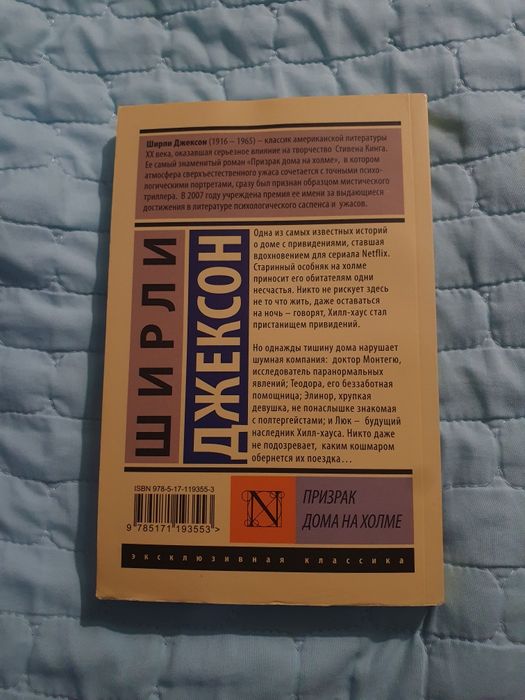 Ширли Джексон (1916 – 1965) – классик американской литературы
XX века, оказавшая серьезное влияние на творчество Стивена Кинга.
Ее самый знаменитый роман «Призрак дома на холме», в котором
атмосфера сверхъестественного ужаса сочетается с точными психо-
логическими портретами, сразу был признан образцом мистического
триллера. В 2007 году учреждена премия ее имени за выдающиеся
достижения в литературе психологического саспенса и ужасов.
ШИРЛИ
ДЖЕКСОН
Одна из самых известных историй
о доме с привидениями, ставшая
вдохновением для сериала Netflix.
Старинный особняк на холме
приносит его обитателям одни
несчастья. Никто не рискует здесь
не то что жить, даже оставаться
на ночь – говорят, Хилл-хаус стал
пристанищем привидений.
Но однажды тишину дома нарушает
шумная компания: доктор Монтегю,
исследователь паранормальных
явлений; Теодора, его беззаботная
помощница; Элинор, хрупкая
девушка, не понаслышке знакомая
с полтергейстами; и Люк – будущий
наследник Хилл-хауса. Никто даже
не подозревает, каким кошмаром
обернется их поездка...
ISBN 978-5-17-119355-3
9 785171 193553 >
N
ПРИЗРАК
ДОМА НА ХОЛМЕ
эксклюзивная классика